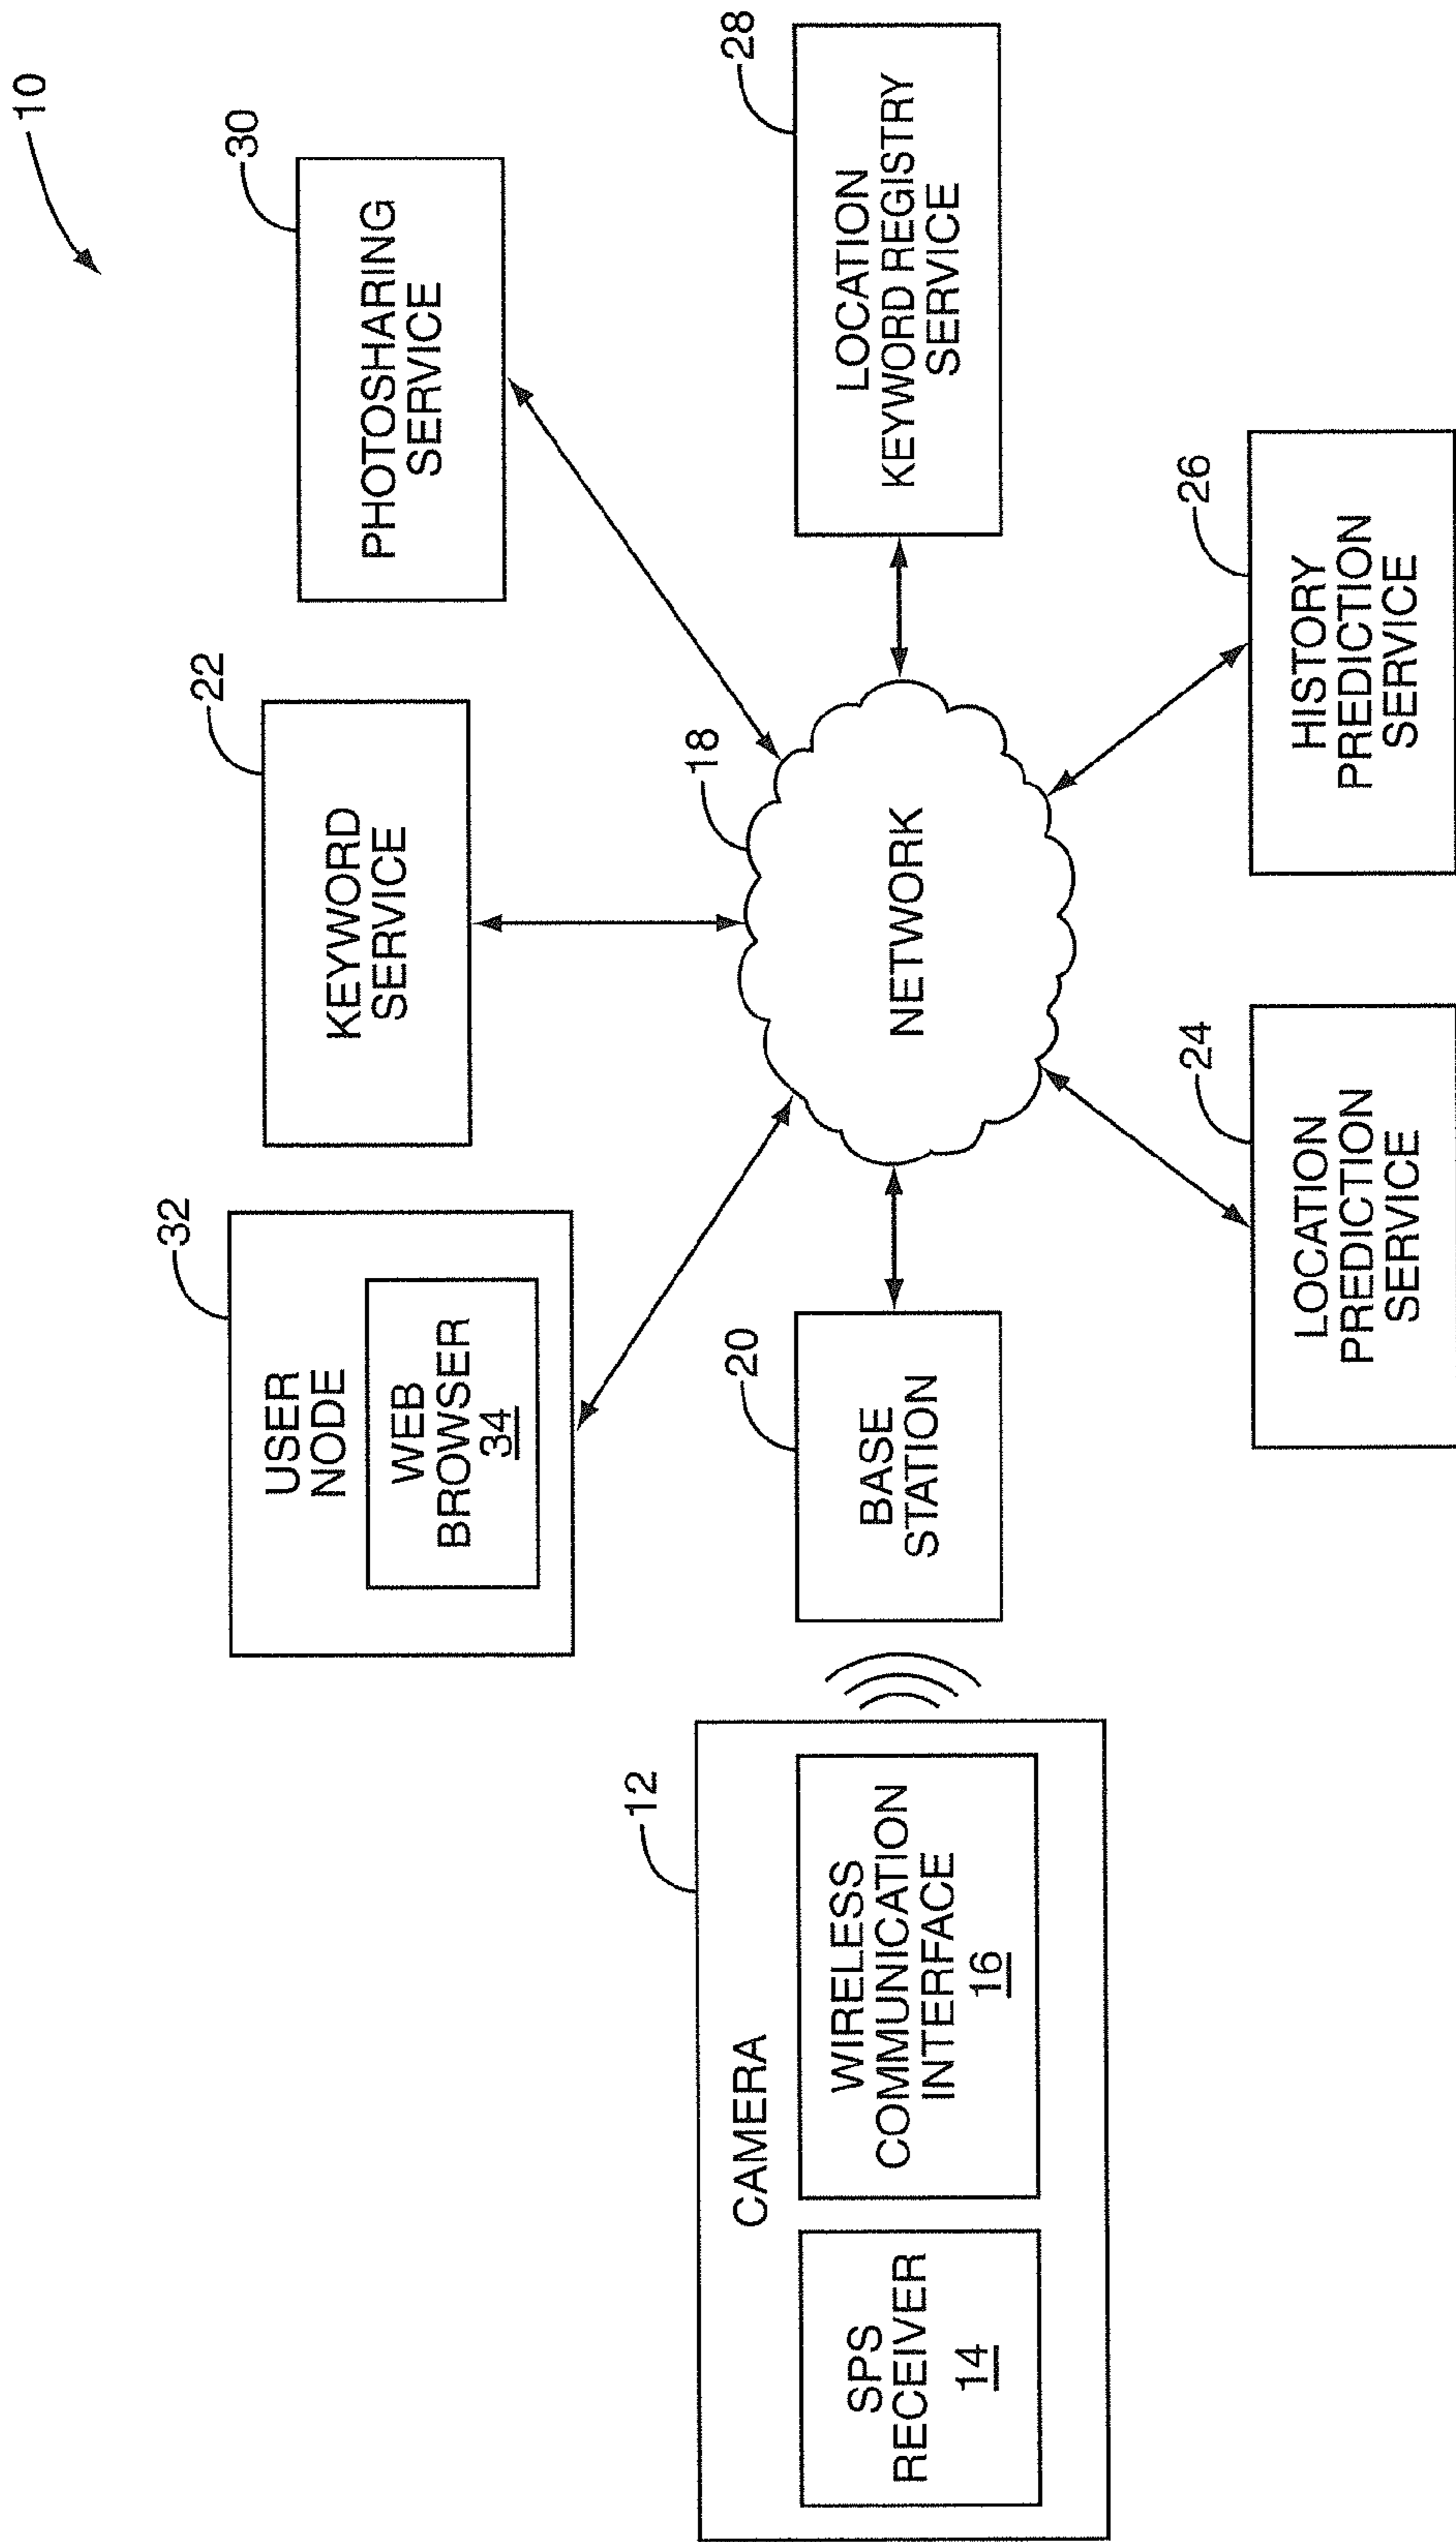 10
32
USER
NODE
WEB
BROWSER
34
22
KEYWORD
SERVICE
30
PHOTOSHARING
SERVICE
12
CAMERA
SPS
RECEIVER
14
WIRELESS
COMMUNICATION
INTERFACE
16
20
BASE
STATION
18
NETWORK
28
LOCATION
KEYWORD REGISTRY
SERVICE
24
LOCATION
PREDICTION
SERVICE
26
HISTORY
PREDICTION
SERVICE